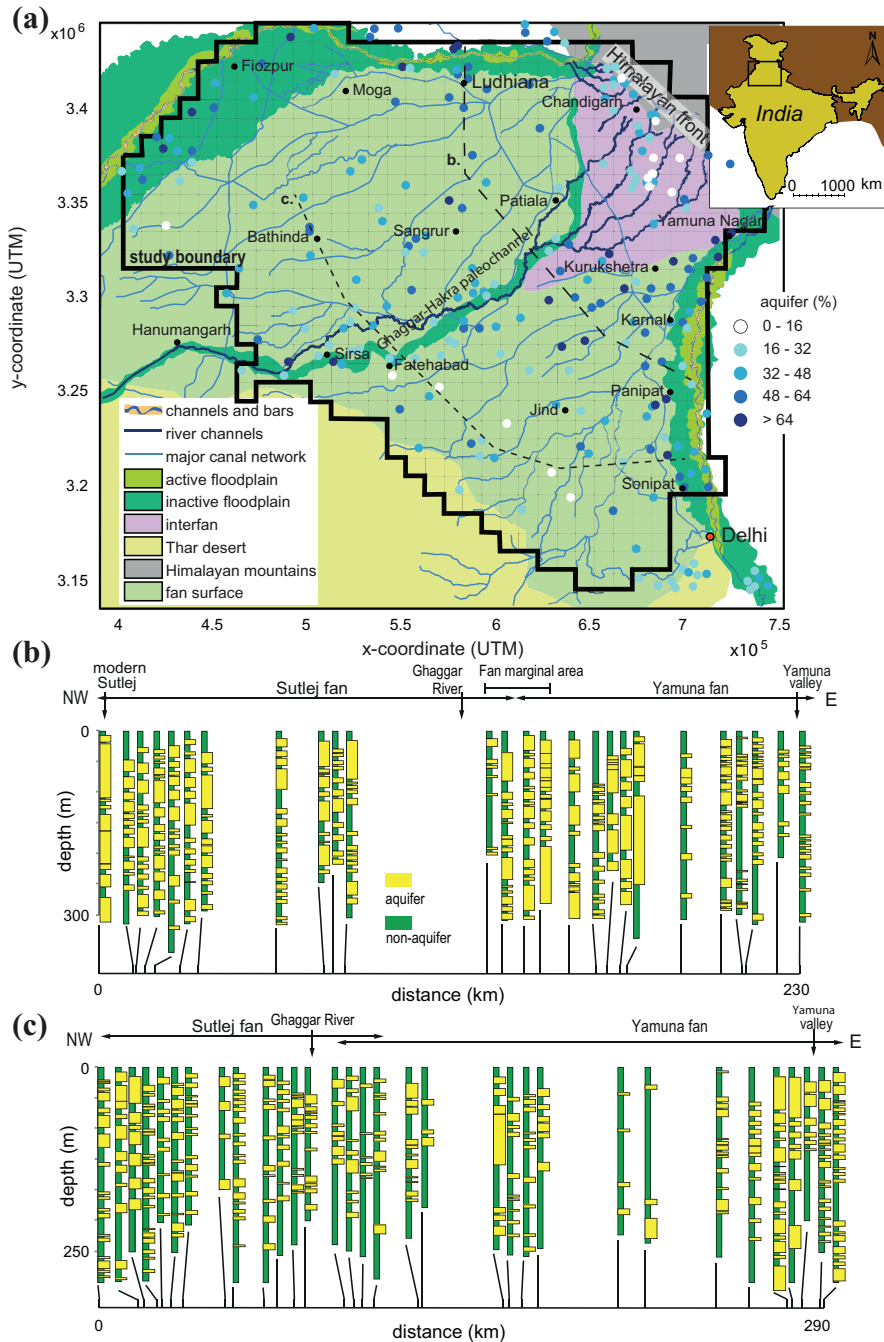 (a)
x10⁶
3.4
3.35
3.3
3.25
3.2
3.15
y-coordinate (UTM)
Fiozpur
Moga
Ludhiana
Chandigarh
Himalayan front
b.
c.
Patiala
Sangrur
Bathinda
Yamuna Nagar
study boundary
Kurukshetra
Ghaggar-Hakra paleochannel
Karnal
Hanumangarh
Sirsa
Fatehabad
Panipat
Jind
Sonipat
Delhi
N
India
0 1000 km
aquifer (%)
0 - 16
16 - 32
32 - 48
48 - 64
> 64
channels and bars
river channels
major canal network
active floodplain
inactive floodplain
interfan
Thar desert
Himalayan mountains
fan surface
4 4.5 5 5.5 6 6.5 7 7.5
x-coordinate (UTM)
x10⁵
(b)
modern
Sutlej
NW
Sutlej fan
Ghaggar
River
Fan marginal area
Yamuna fan
Yamuna
valley
E
0
depth (m)
300
aquifer
non-aquifer
0 230
distance (km)
(c)
NW
Sutlej fan
Ghaggar River
Yamuna fan
Yamuna
valley
E
0
depth (m)
250
0 290
distance (km)